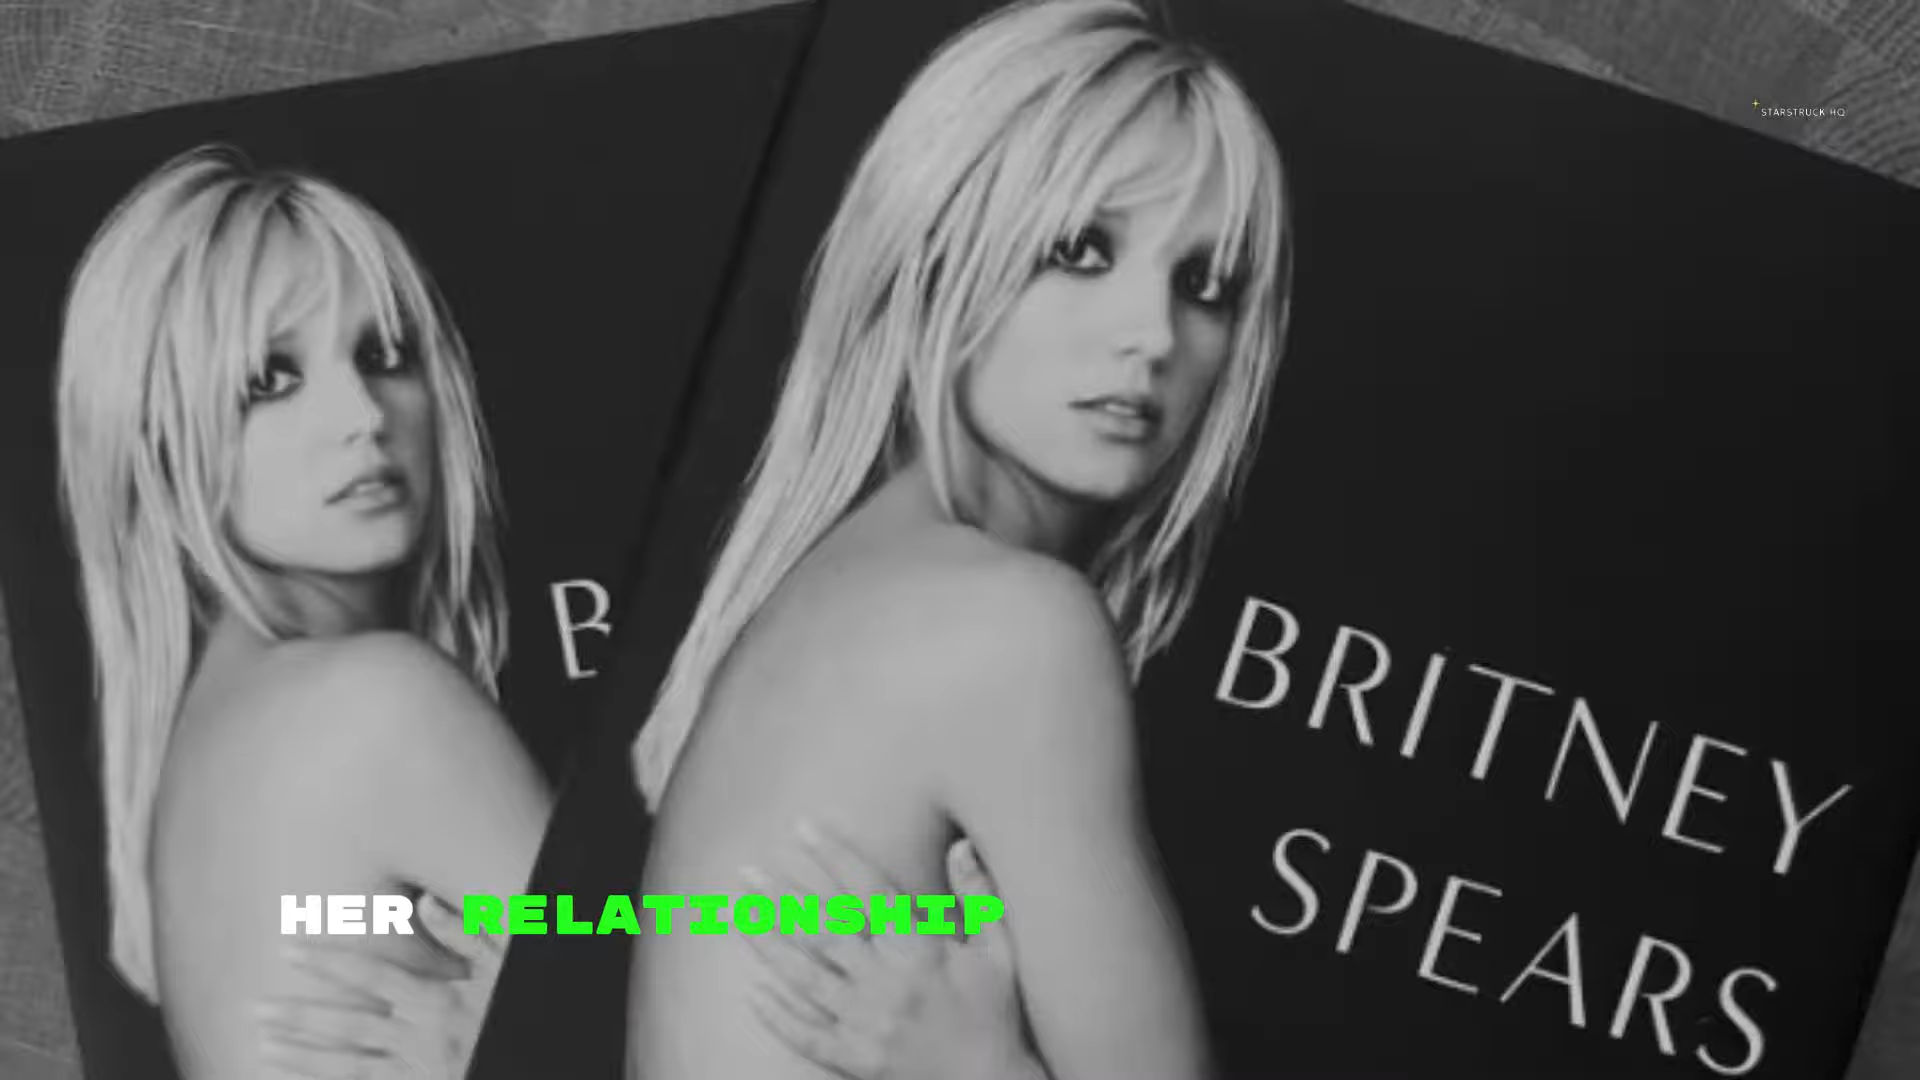 STARSTRUCK HQ
B
BRITNEY
SPEARS
HER RELATIONSHIP